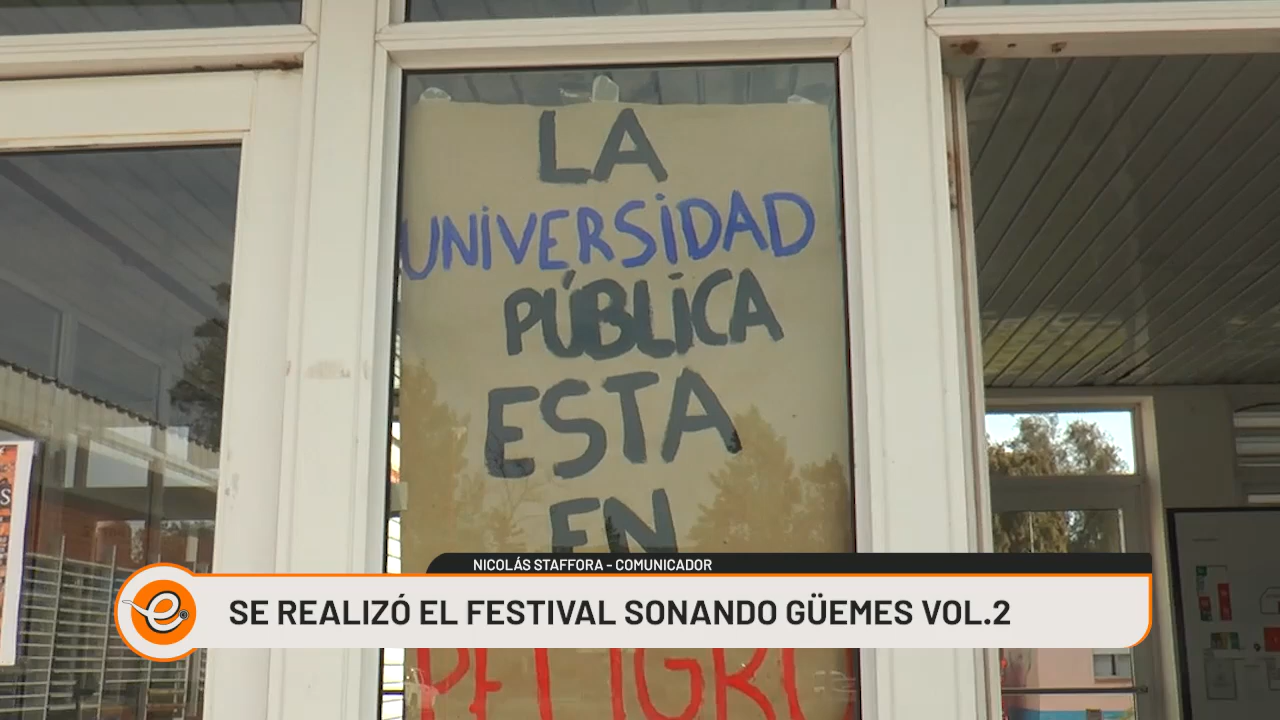 LA
UNIVERSIDAD
PÚBLICA
ESTA
EN
NICOLÁS STAFFORA - COMUNICADOR
SE REALIZÓ EL FESTIVAL SONANDO GÜEMES VOL.2
PELIGRO